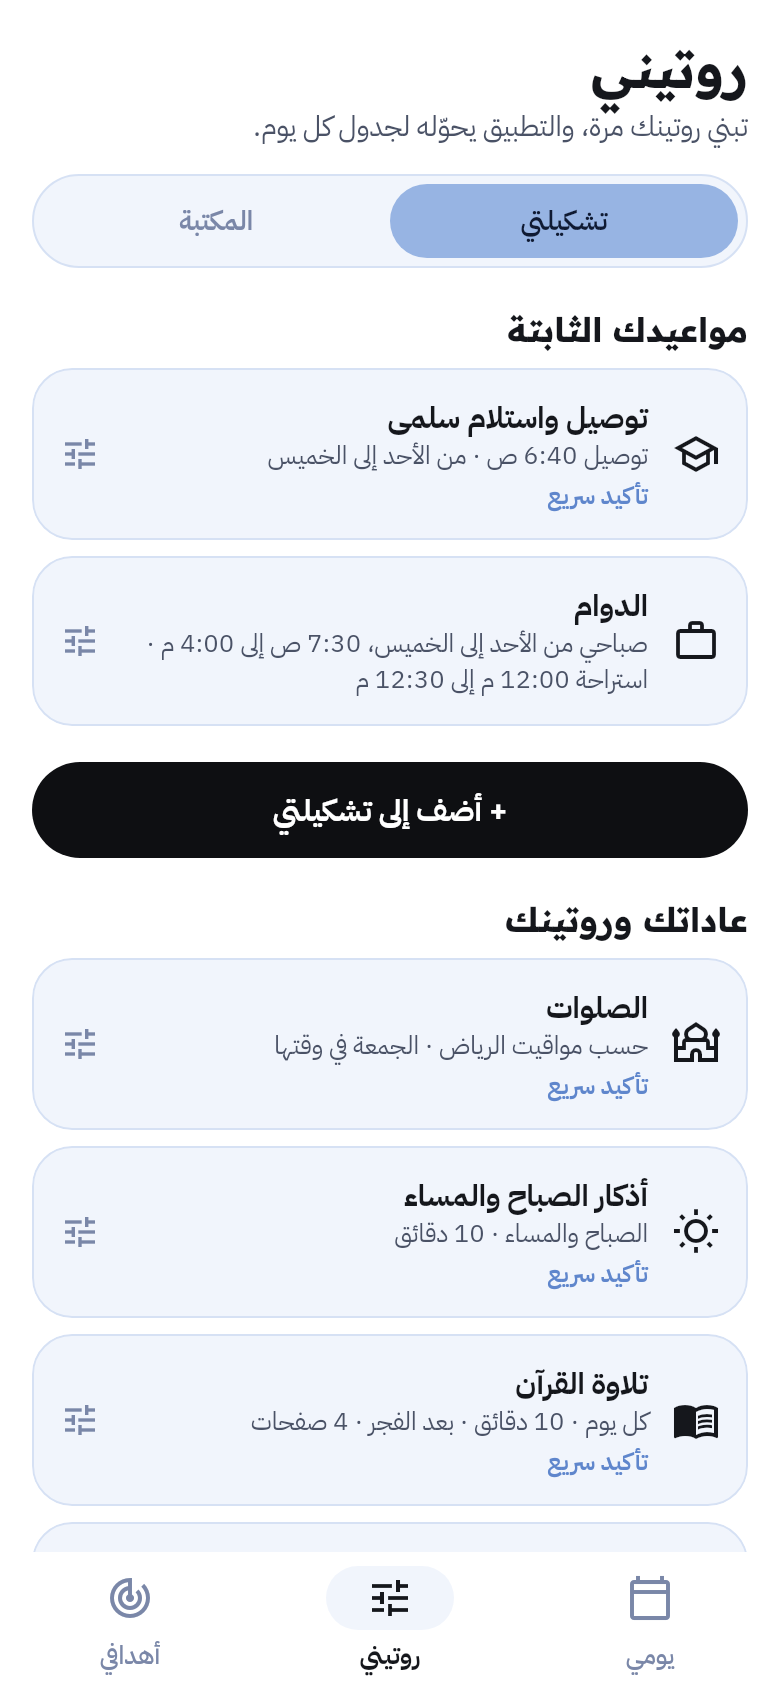 روتيني
تبني روتينك مرة، والتطبيق يحوّله لجدول كل يوم.
تشكيلتي
المكتبة
مواعيدك الثابتة
توصيل واستلام سلمى
توصيل 6:40 ص · من الأحد إلى الخميس
تأكيد سريع
الدوام
صباحي من الأحد إلى الخميس، 7:30 ص إلى 4:00 م ·
استراحة 12:00 م إلى 12:30 م
+ أضف إلى تشكيلتي
عاداتك وروتينك
الصلوات
حسب مواقيت الرياض · الجمعة في وقتها
تأكيد سريع
أذكار الصباح والمساء
الصباح والمساء · 10 دقائق
تأكيد سريع
تلاوة القرآن
كل يوم · 10 دقائق · بعد الفجر · 4 صفحات
تأكيد سريع
يومي
روتيني
أهدافي